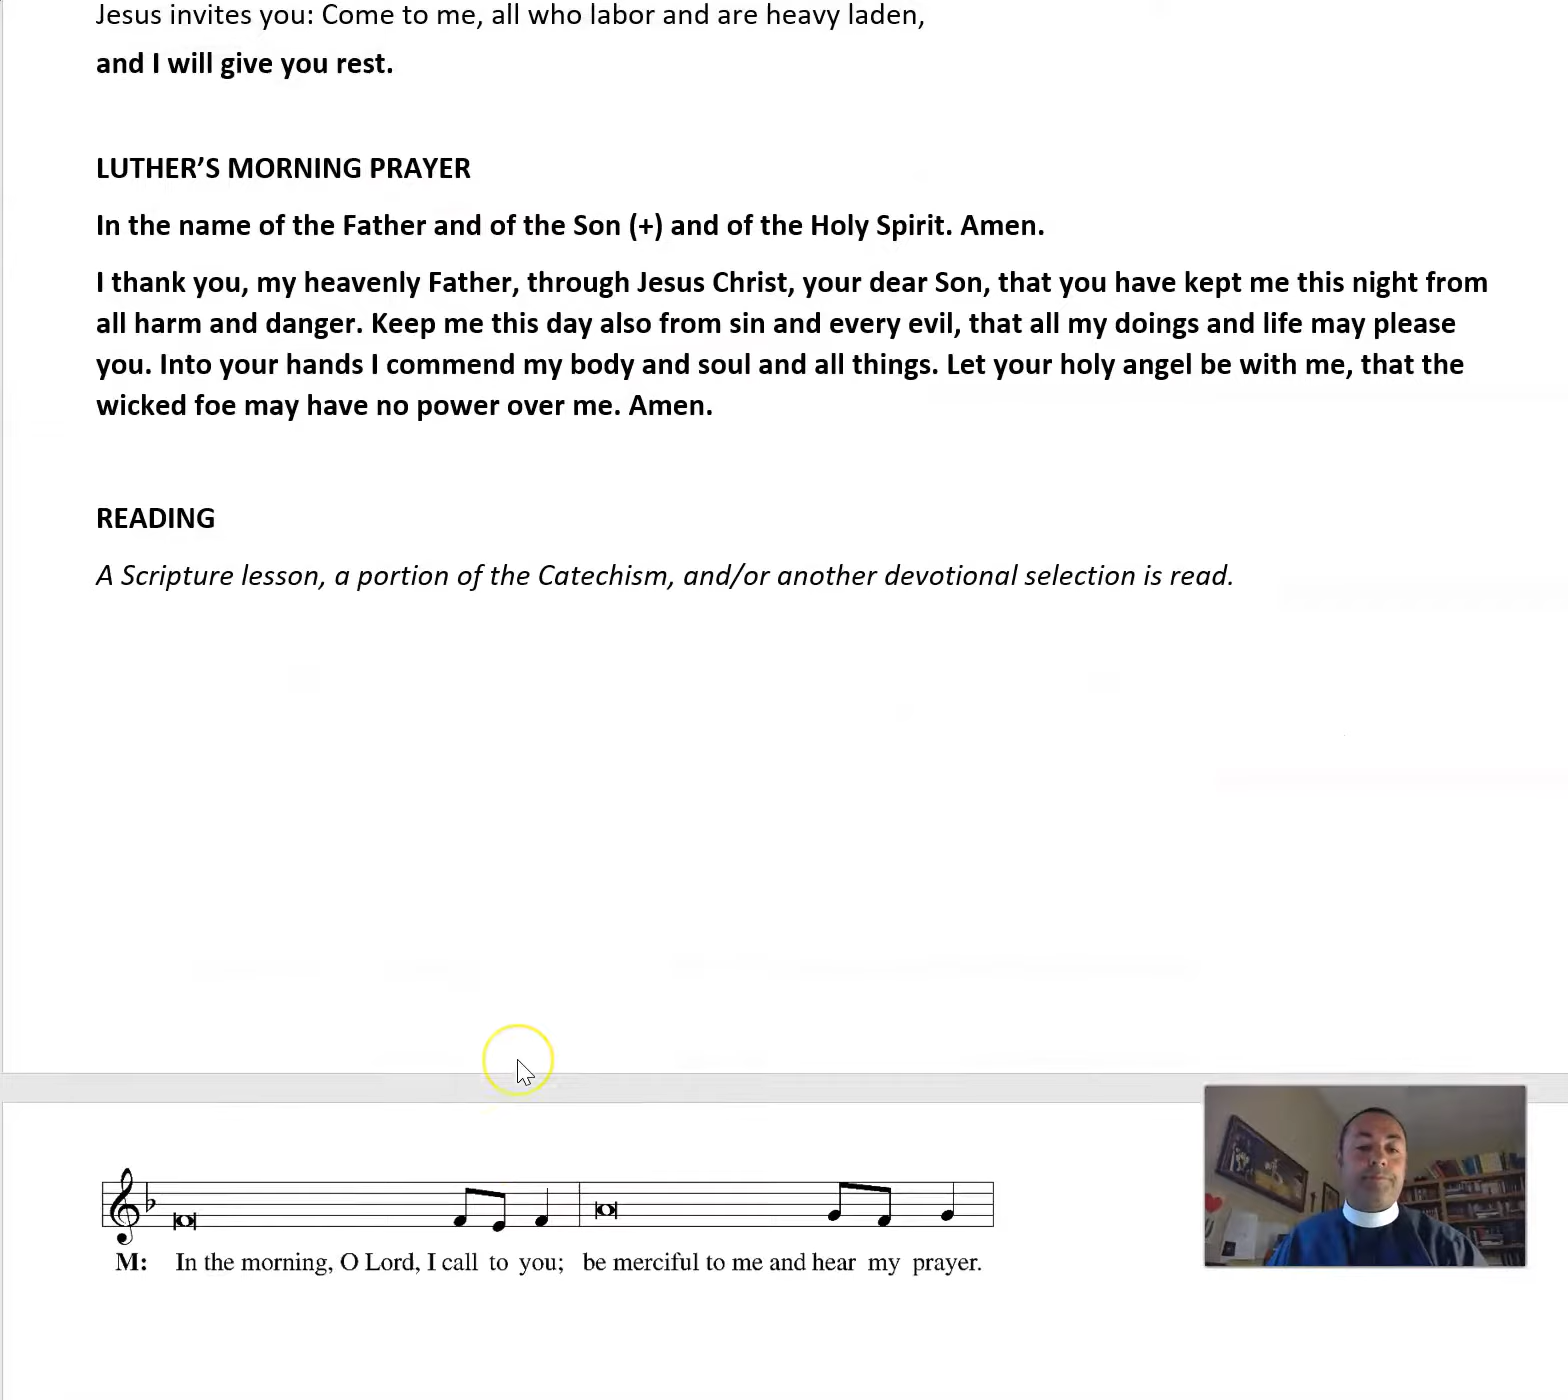 Jesus invites you: Come to me, all who labor and are heavy laden,
and I will give you rest.
LUTHER’S MORNING PRAYER
In the name of the Father and of the Son (+) and of the Holy Spirit. Amen.
I thank you, my heavenly Father, through Jesus Christ, your dear Son, that you have kept me this night from
all harm and danger. Keep me this day also from sin and every evil, that all my doings and life may please
you. Into your hands I commend my body and soul and all things. Let your holy angel be with me, that the
wicked foe may have no power over me. Amen.
READING
A Scripture lesson, a portion of the Catechism, and/or another devotional selection is read.
M: In the morning, O Lord, I call to you; be merciful to me and hear my prayer.